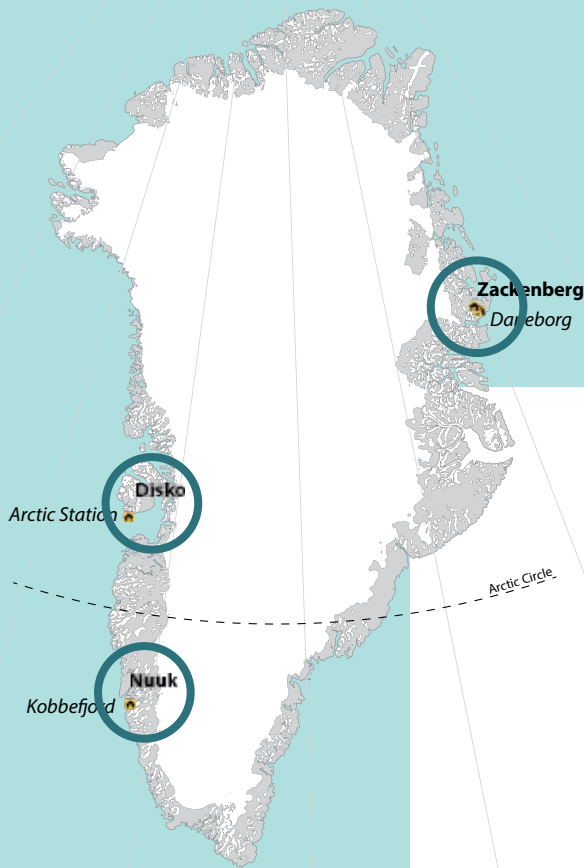 Zackenberg
Daneborg
Disko
Arctic Station
Arctic Circle
Nuuk
Kobbefjord